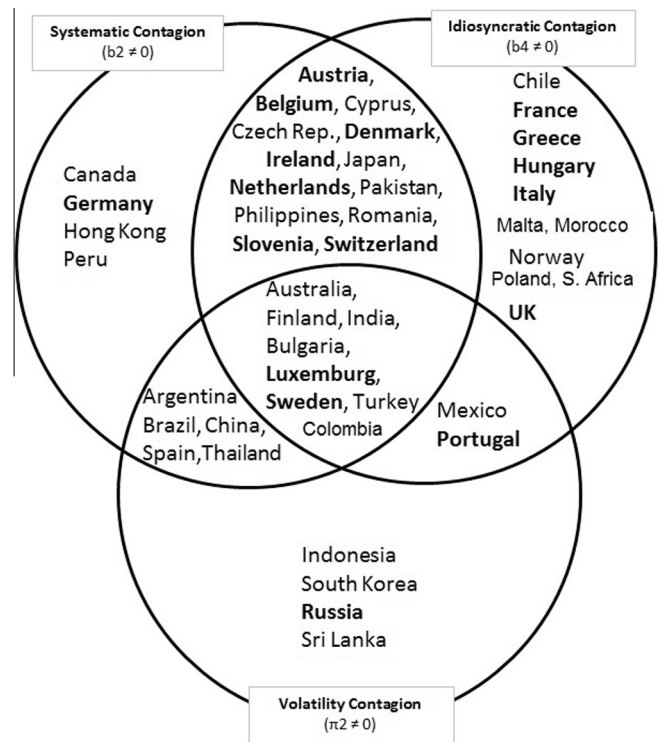 Systematic Contagion
(b2 ≠ 0)
Idiosyncratic Contagion
(b4 ≠ 0)
Austria,
Belgium, Cyprus,
Czech Rep., Denmark,
Ireland, Japan,
Netherlands, Pakistan,
Philippines, Romania,
Slovenia, Switzerland
Chile
France
Greece
Hungary
Italy
Malta, Morocco
Norway
Poland, S. Africa
UK
Canada
Germany
Hong Kong
Peru
Australia,
Finland, India,
Bulgaria,
Luxemburg,
Sweden, Turkey
Colombia
Argentina
Brazil, China,
Spain,Thailand
Mexico
Portugal
Indonesia
South Korea
Russia
Sri Lanka
Volatility Contagion
(π2 ≠ 0)